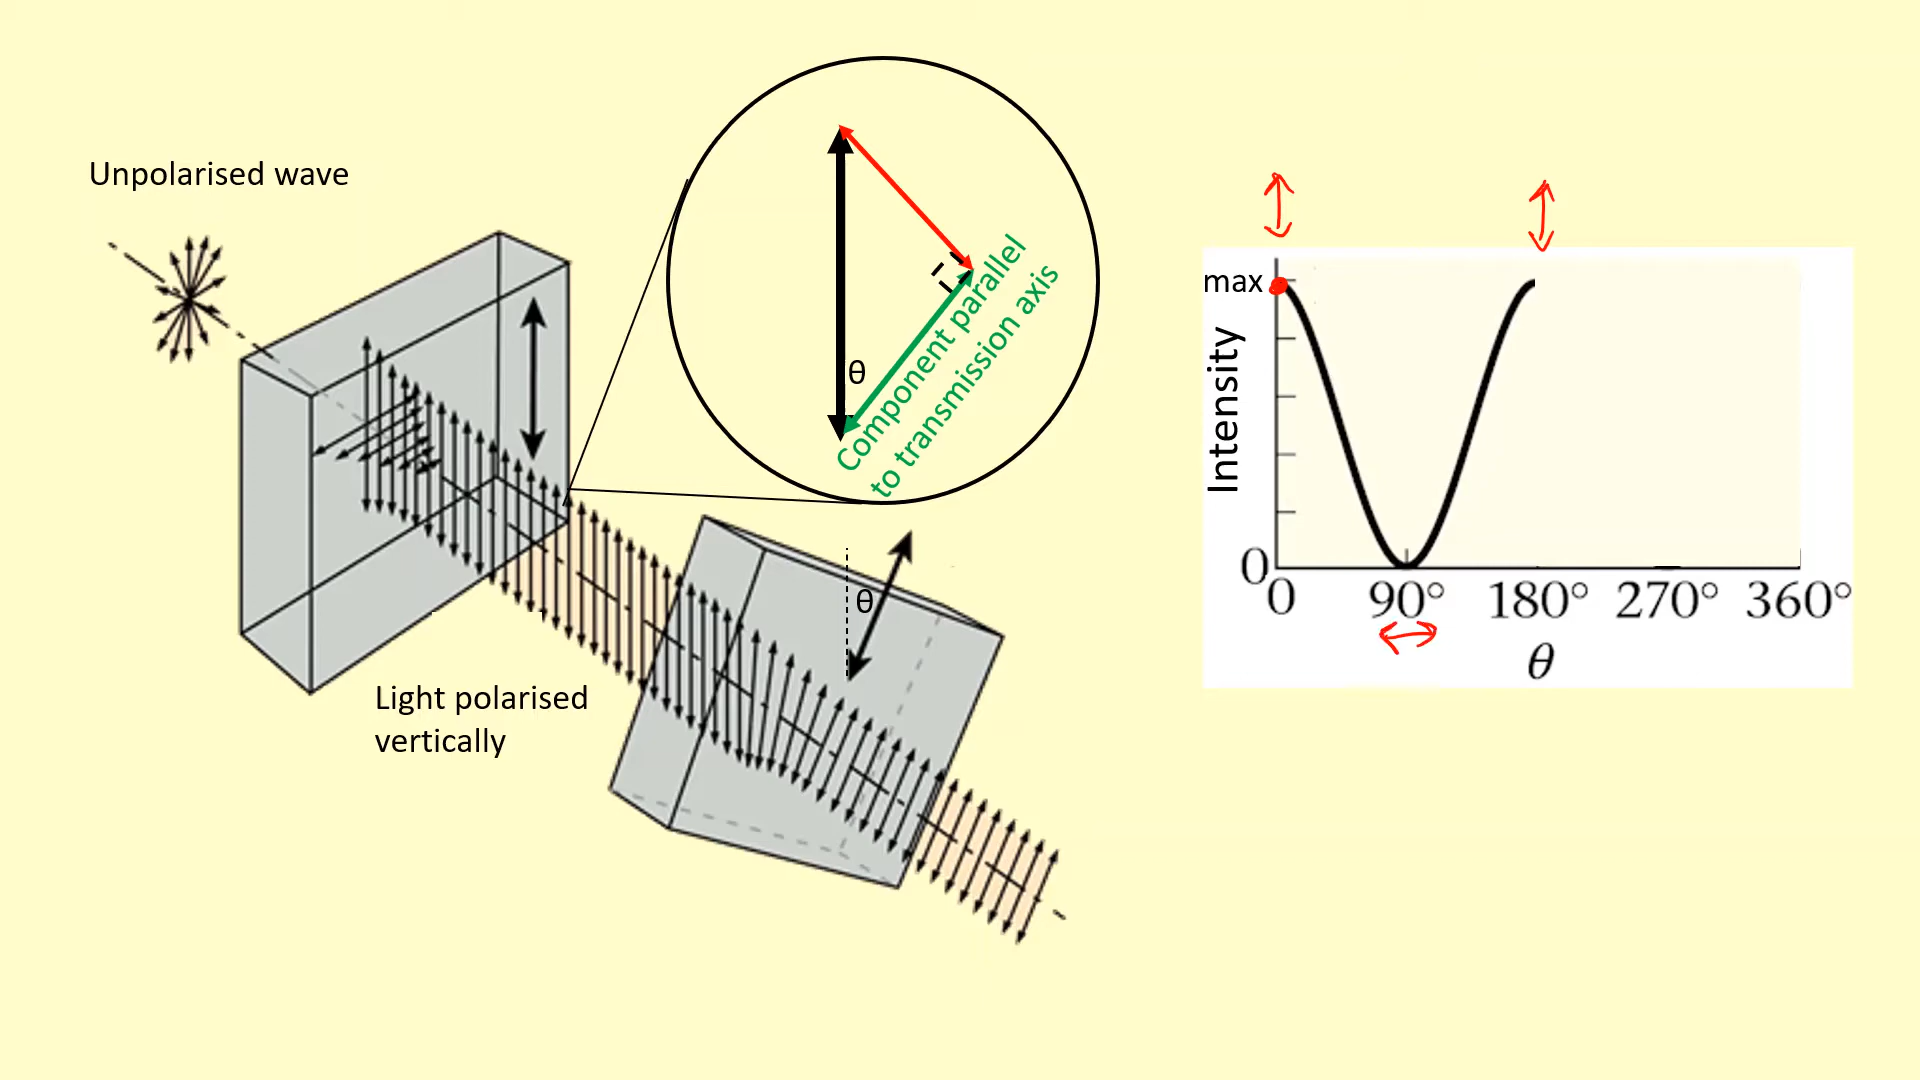 Unpolarised wave
θ
Component parallel
to transmission axis
θ
Light polarised
vertically
max
Intensity
0
0 90° 180° 270° 360°
θ